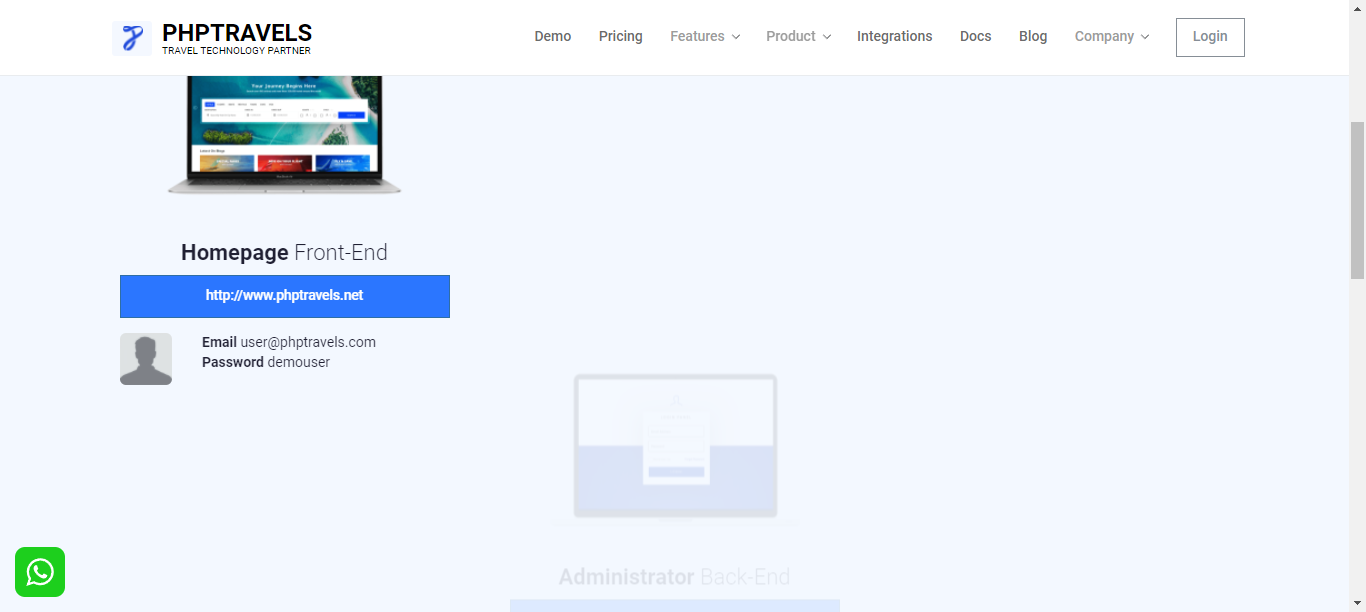 PHPTRAVELS
TRAVEL TECHNOLOGY PARTNER
Demo Pricing Features Product Integrations Docs Blog Company Login
Your Journey Begins Here
Homepage Front-End
http://www.phptravels.net
Email user@phptravels.com
Password demouser
Administrator Back-End